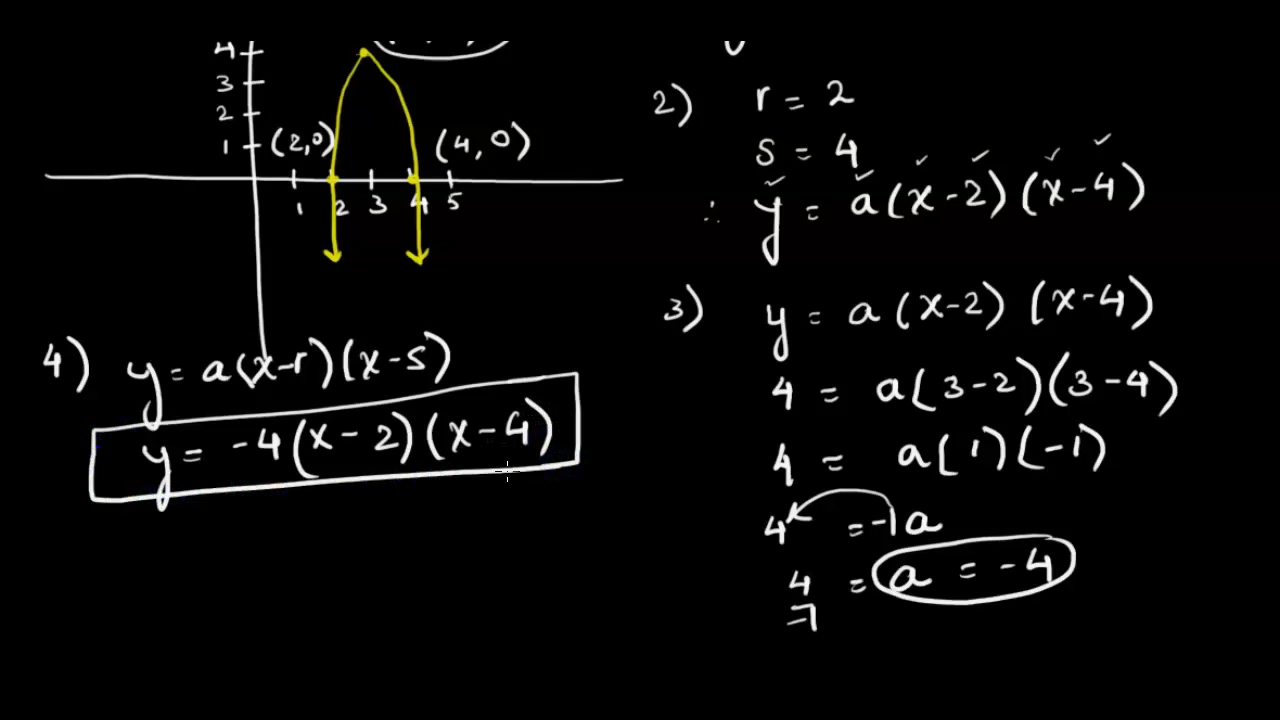 4
3
2
1
(2,0)
(4,0)
1 2 3 4 5
2) r = 2
s = 4
∴ y = a(x-2)(x-4)
3) y = a(x-2)(x-4)
4 = a(3-2)(3-4)
4 = a(1)(-1)
4 = -1a
4/-1 = a = -4
4) y = a(x-r)(x-s)
y = -4(x-2)(x-4)